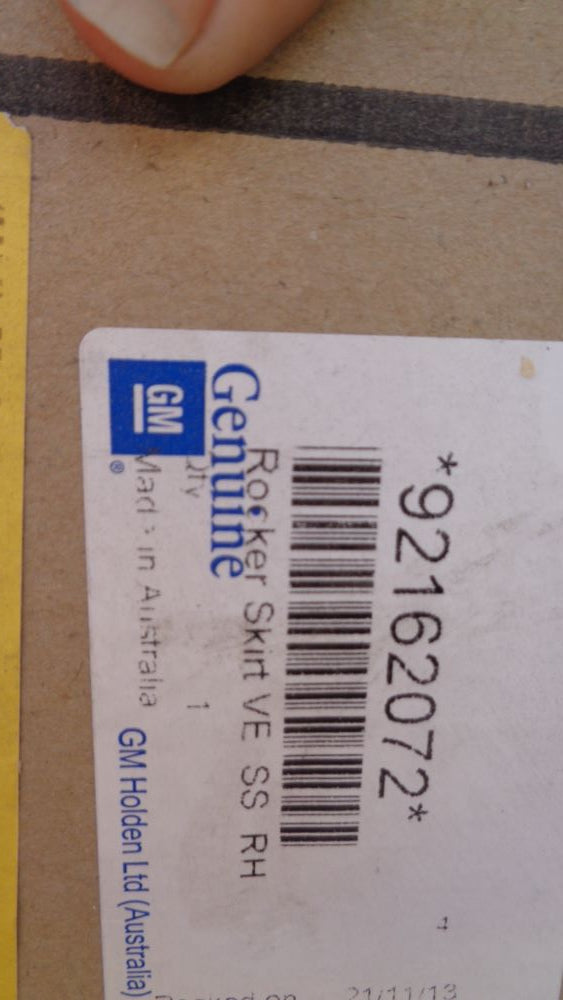 *92162072*
Rocker Skirt VE SS RH
Genuine
Qty 1
GM
Made in Australia
®
GM Holden Ltd (Australia)
1
21/11/13